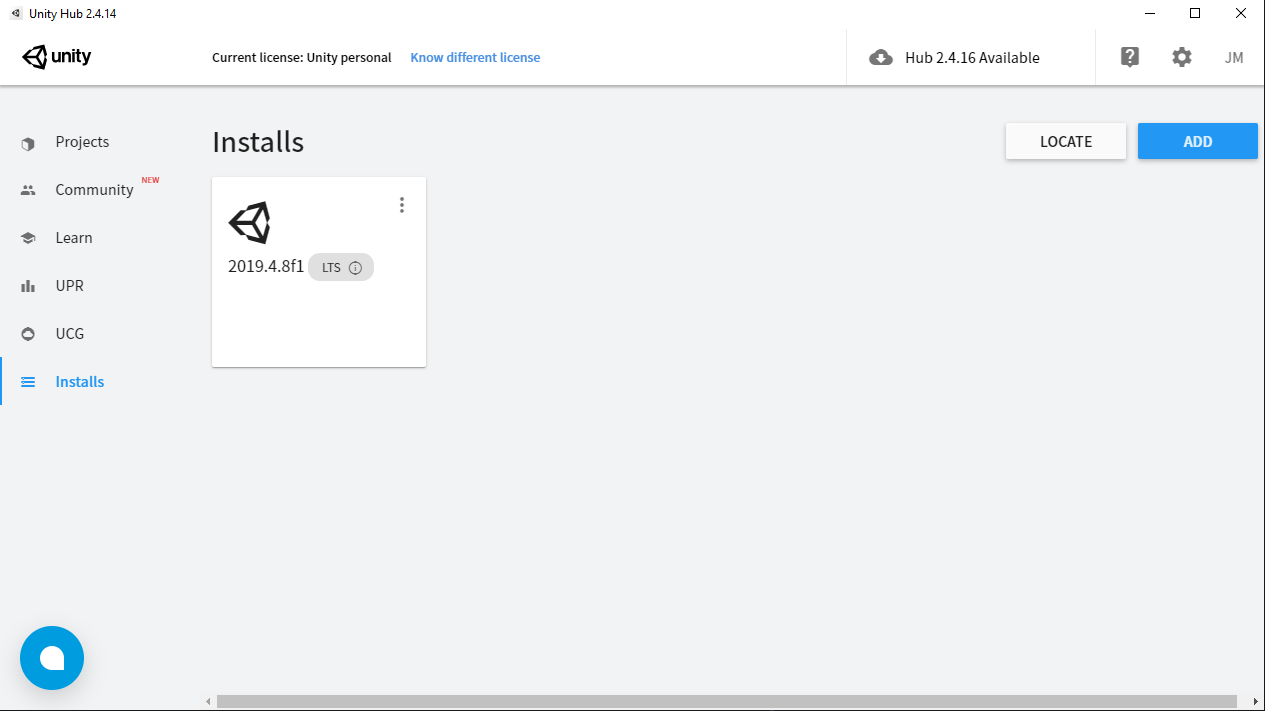 Unity Hub 2.4.14
unity
Current license: Unity personal
Know different license
Hub 2.4.16 Available
JM
Projects
Community NEW
Learn
UPR
UCG
Installs
Installs
LOCATE
ADD
2019.4.8f1 LTS